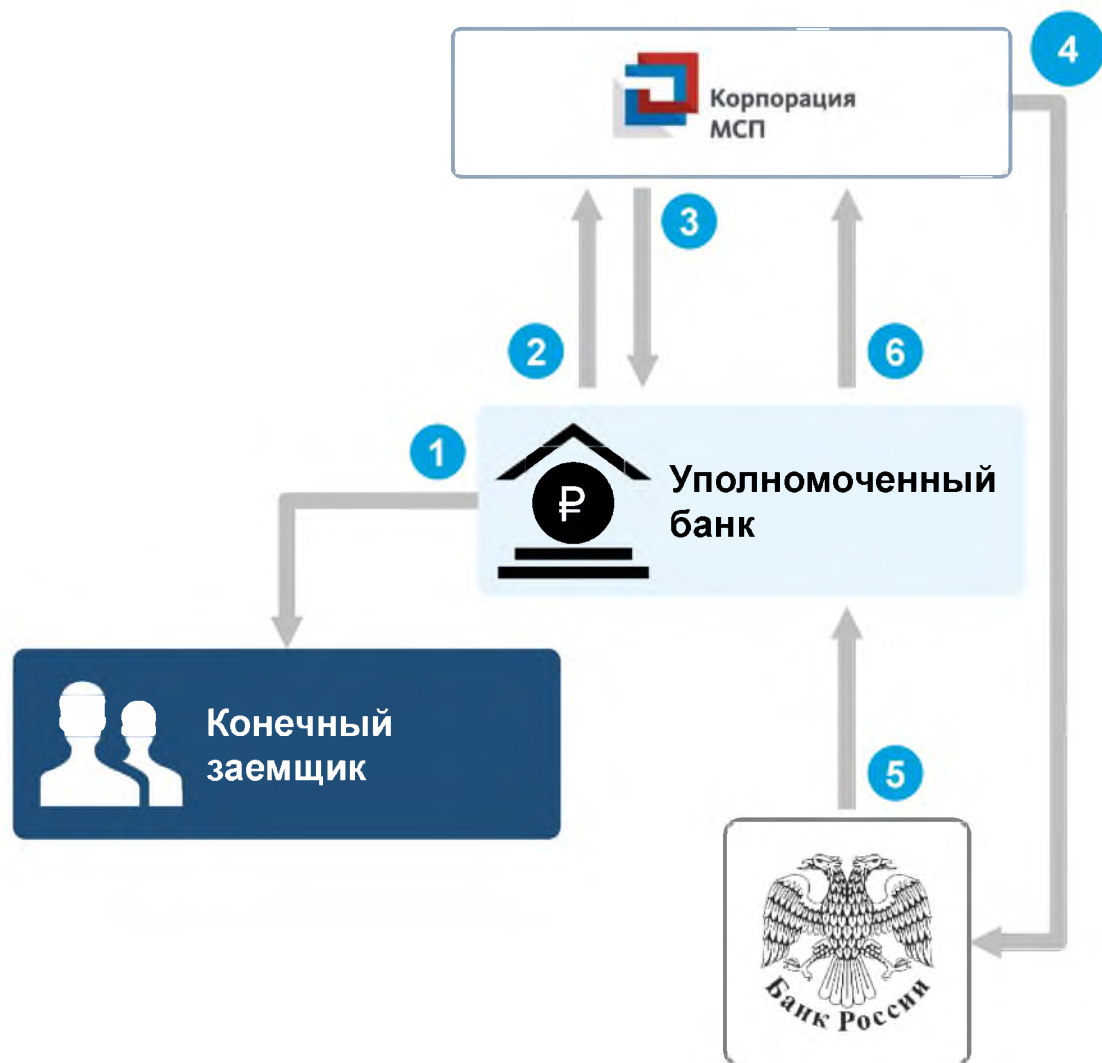 4
Корпорация
МСП
3
2
6
1
₽
Уполномоченный
банк
Конечный
заемщик
5
Банк России